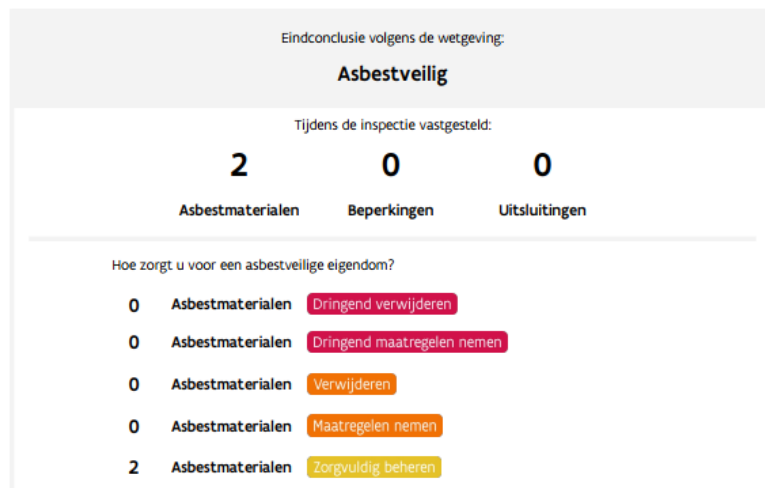 Eindconclusie volgens de wetgeving:
Asbestveilig
Tijdens de inspectie vastgesteld:
2 0 0
Asbestmaterialen Beperkingen Uitsluitingen
Hoe zorgt u voor een asbestveilige eigendom?
0 Asbestmaterialen Dringend verwijderen
0 Asbestmaterialen Dringend maatregelen nemen
0 Asbestmaterialen Verwijderen
0 Asbestmaterialen Maatregelen nemen
2 Asbestmaterialen Zorgvuldig beheren